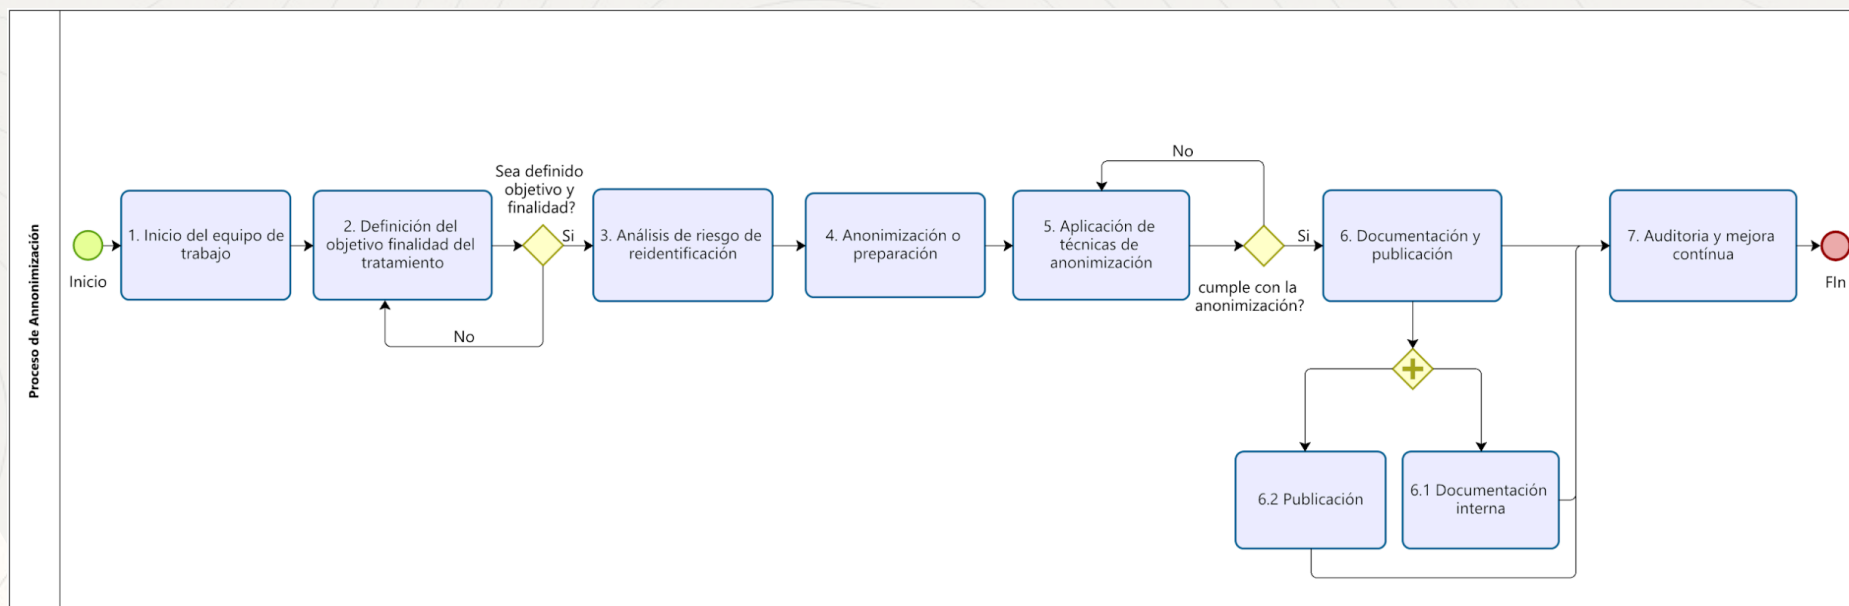 Proceso de Annonimización
Inicio
1. Inicio del equipo de
trabajo
2. Definición del
objetivo finalidad del
tratamiento
Sea definido
objetivo y
finalidad?
Si
No
3. Análisis de riesgo de
reidentificación
4. Anonimización o
preparación
5. Aplicación de
técnicas de
anonimización
No
cumple con la
anonimización?
Si
6. Documentación y
publicación
6.2 Publicación
6.1 Documentación
interna
7. Auditoria y mejora
contínua
FIn